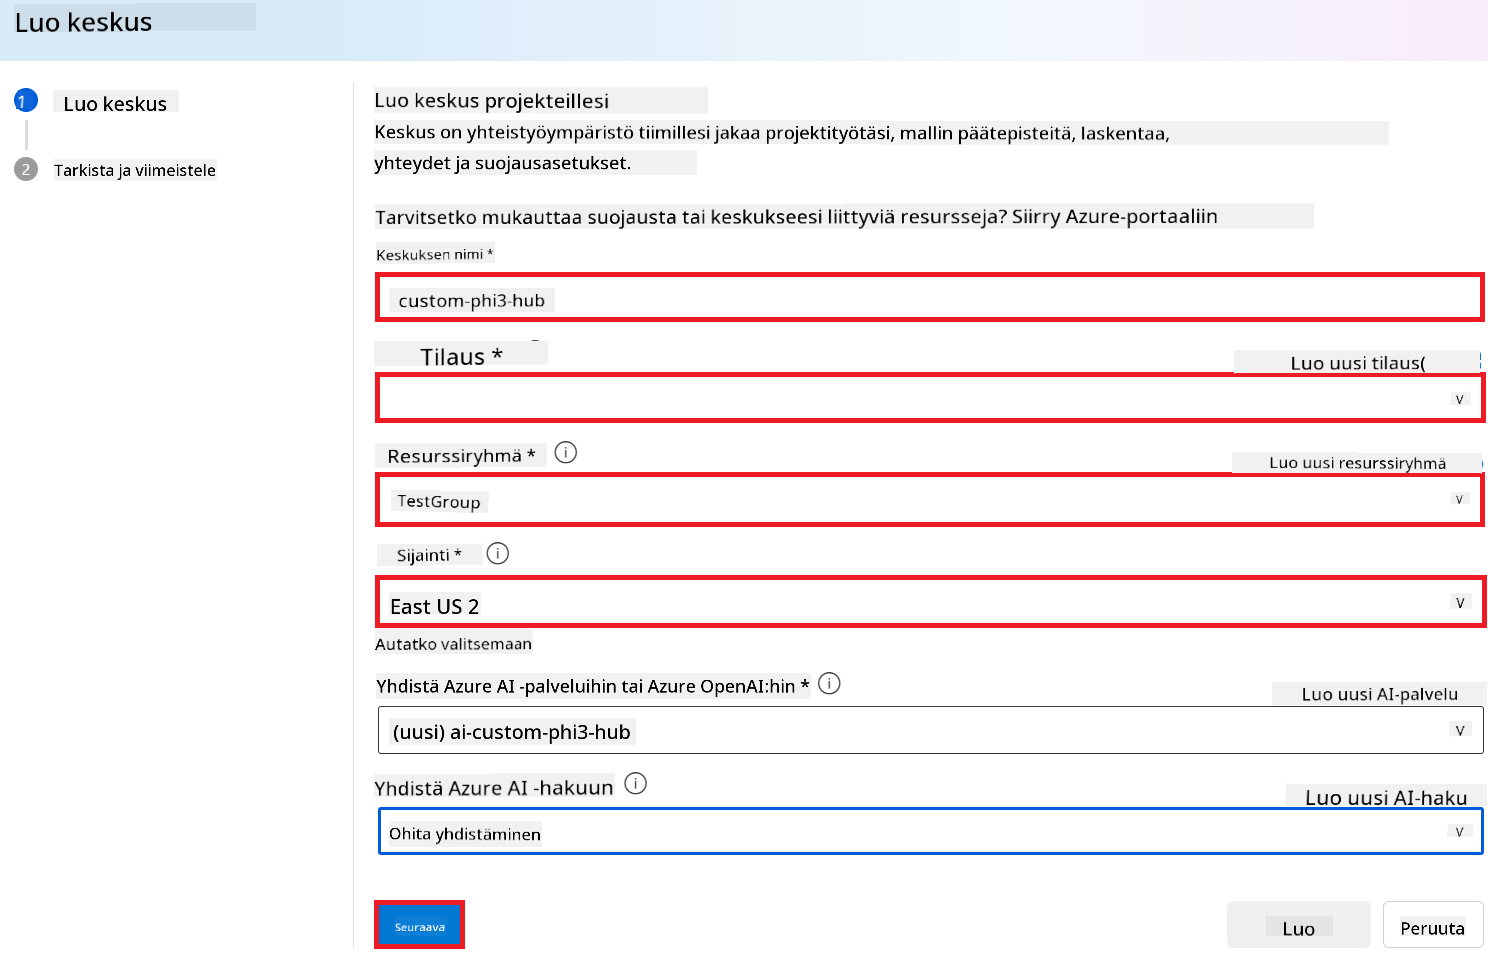 Luo keskus
1 Luo keskus
2 Tarkista ja viimeistele
Luo keskus projekteillesi
Keskus on yhteistyöympäristö tiimillesi jakaa projektityötäsi, mallin päätepisteitä, laskentaa,
yhteydet ja suojausasetukset.
Tarvitsetko mukauttaa suojausta tai keskukseesi liittyviä resursseja? Siirry Azure-portaaliin
Keskuksen nimi *
custom-phi3-hub
Tilaus *
Luo uusi tilaus(
v
Resurssiryhmä *
Luo uusi resurssiryhmä
TestGroup
v
Sijainti *
East US 2
v
Autatko valitsemaan
Yhdistä Azure AI -palveluihin tai Azure OpenAI:hin *
Luo uusi AI-palvelu
(uusi) ai-custom-phi3-hub
v
Yhdistä Azure AI -hakuun
Luo uusi AI-haku
Ohita yhdistäminen
v
Seuraava
Luo
Peruuta